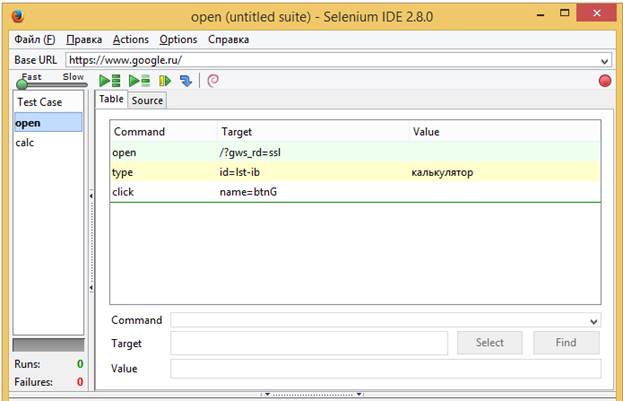 open (untitled suite) - Selenium IDE 2.8.0
Файл (F) Правка Actions Options Справка
Base URL https://www.google.ru/
Fast Slow
Test Case
open
calc
Table Source
Command Target Value
open /?gws_rd=ssl
type id=lst-ib калькулятор
click name=btnG
Command
Target Select Find
Value
Runs: 0
Failures: 0